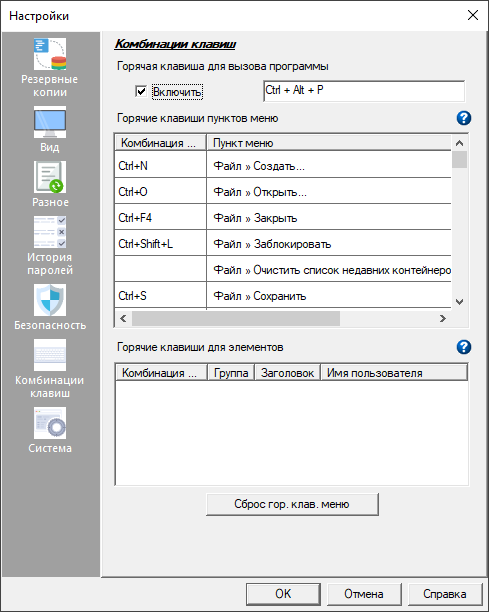 Настройки
Резервные
копии
Вид
Разное
История
паролей
Безопасность
Комбинации
клавиш
Система
Комбинации клавиш
Горячая клавиша для вызова программы
Включить
Ctrl + Alt + P
Горячие клавиши пунктов меню
Комбинация ... Пункт меню
Ctrl+N Файл » Создать...
Ctrl+O Файл » Открыть...
Ctrl+F4 Файл » Закрыть
Ctrl+Shift+L Файл » Заблокировать
Файл » Очистить список недавних контейнеро
Ctrl+S Файл » Сохранить
Горячие клавиши для элементов
Комбинация ... Группа Заголовок Имя пользователя
Сброс гор. клав. меню
OK Отмена Справка